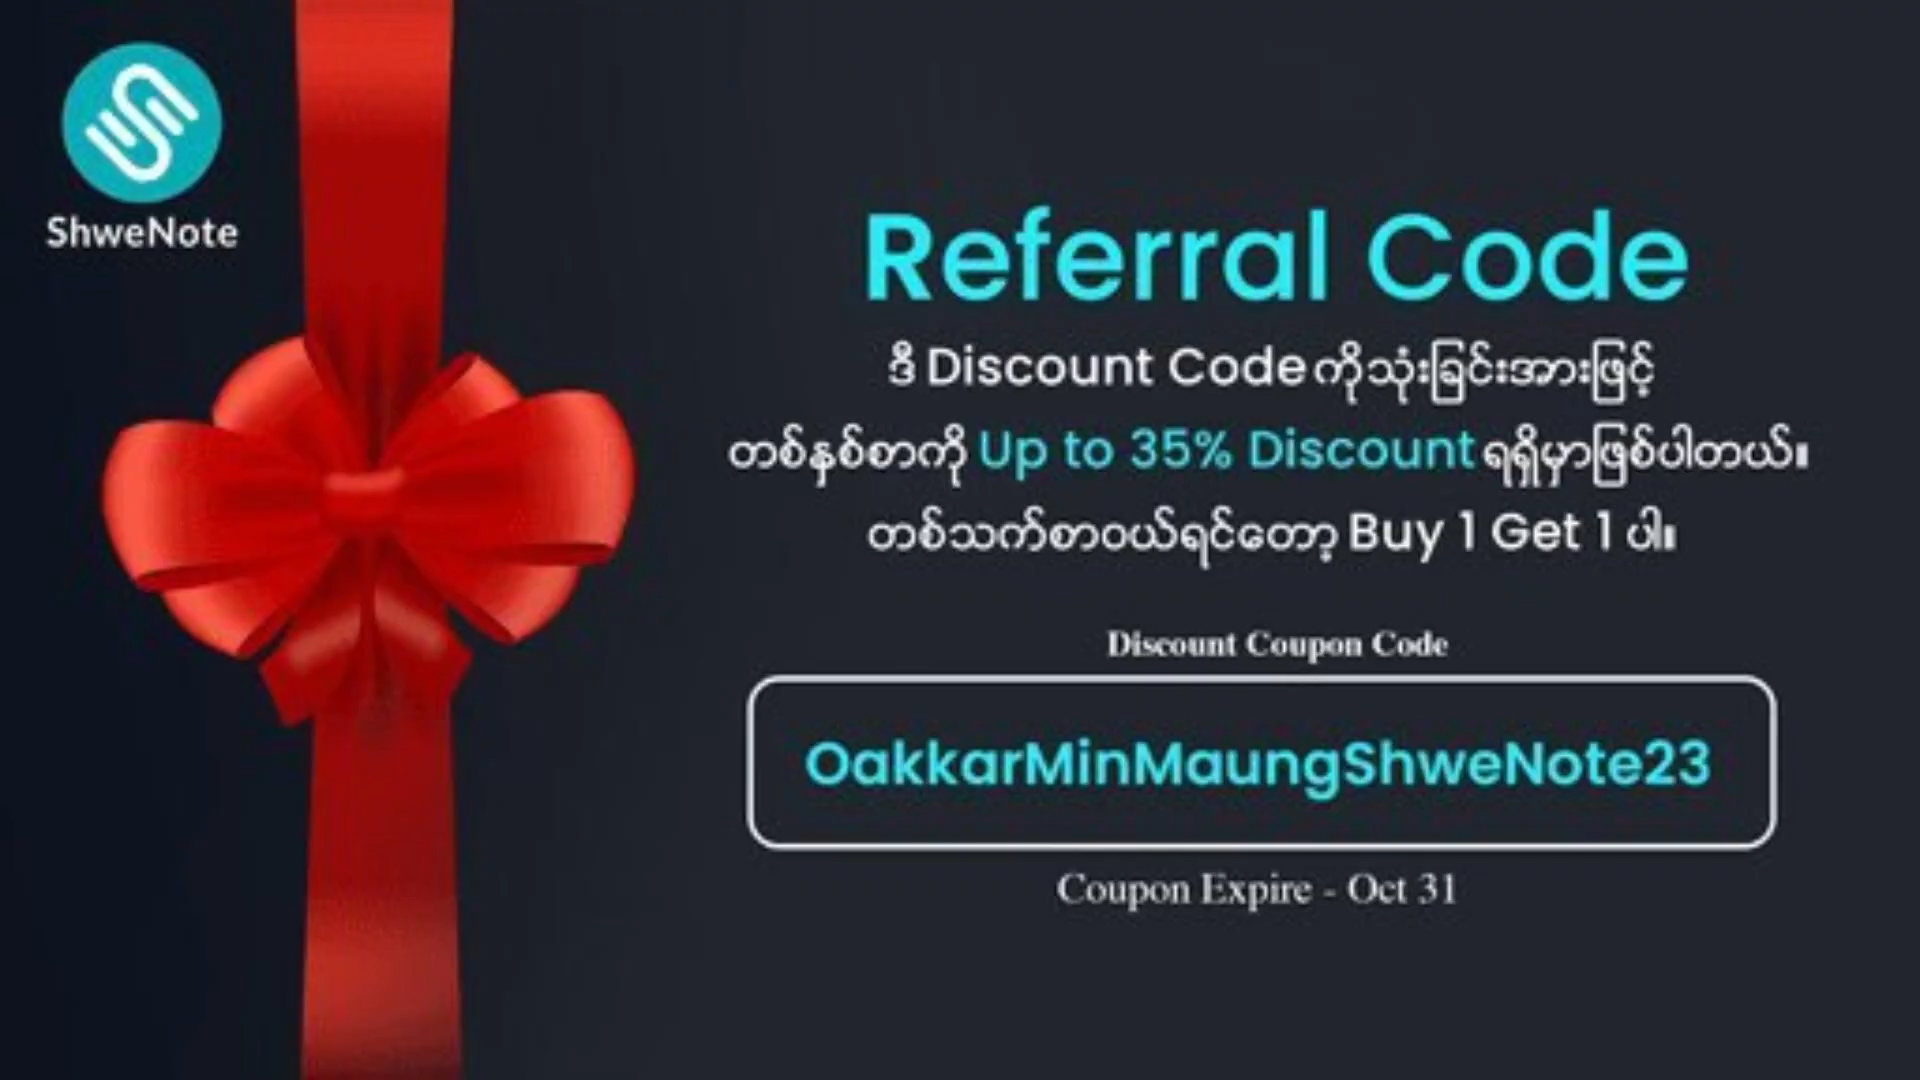 ShweNote
Referral Code
ဒီ Discount Code ကိုသုံးခြင်းအားဖြင့်
တစ်နှစ်စာကို Up to 35% Discount ရရှိမှာဖြစ်ပါတယ်။
တစ်သက်စာဝယ်ရင်တော့ Buy 1 Get 1 ပါ။
Discount Coupon Code
OakkarMinMaungShweNote23
Coupon Expire - Oct 31